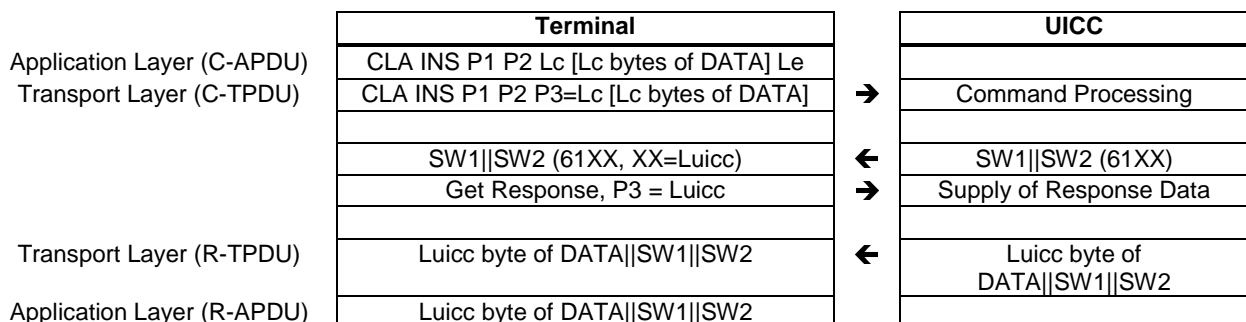 Terminal UICC
Application Layer (C-APDU) CLA INS P1 P2 Lc [Lc bytes of DATA] Le
Transport Layer (C-TPDU) CLA INS P1 P2 P3=Lc [Lc bytes of DATA] → Command Processing
SW1||SW2 (61XX, XX=Luicc) ← SW1||SW2 (61XX)
Get Response, P3 = Luicc → Supply of Response Data
Transport Layer (R-TPDU) Luicc byte of DATA||SW1||SW2 ← Luicc byte of
DATA||SW1||SW2
Application Layer (R-APDU) Luicc byte of DATA||SW1||SW2